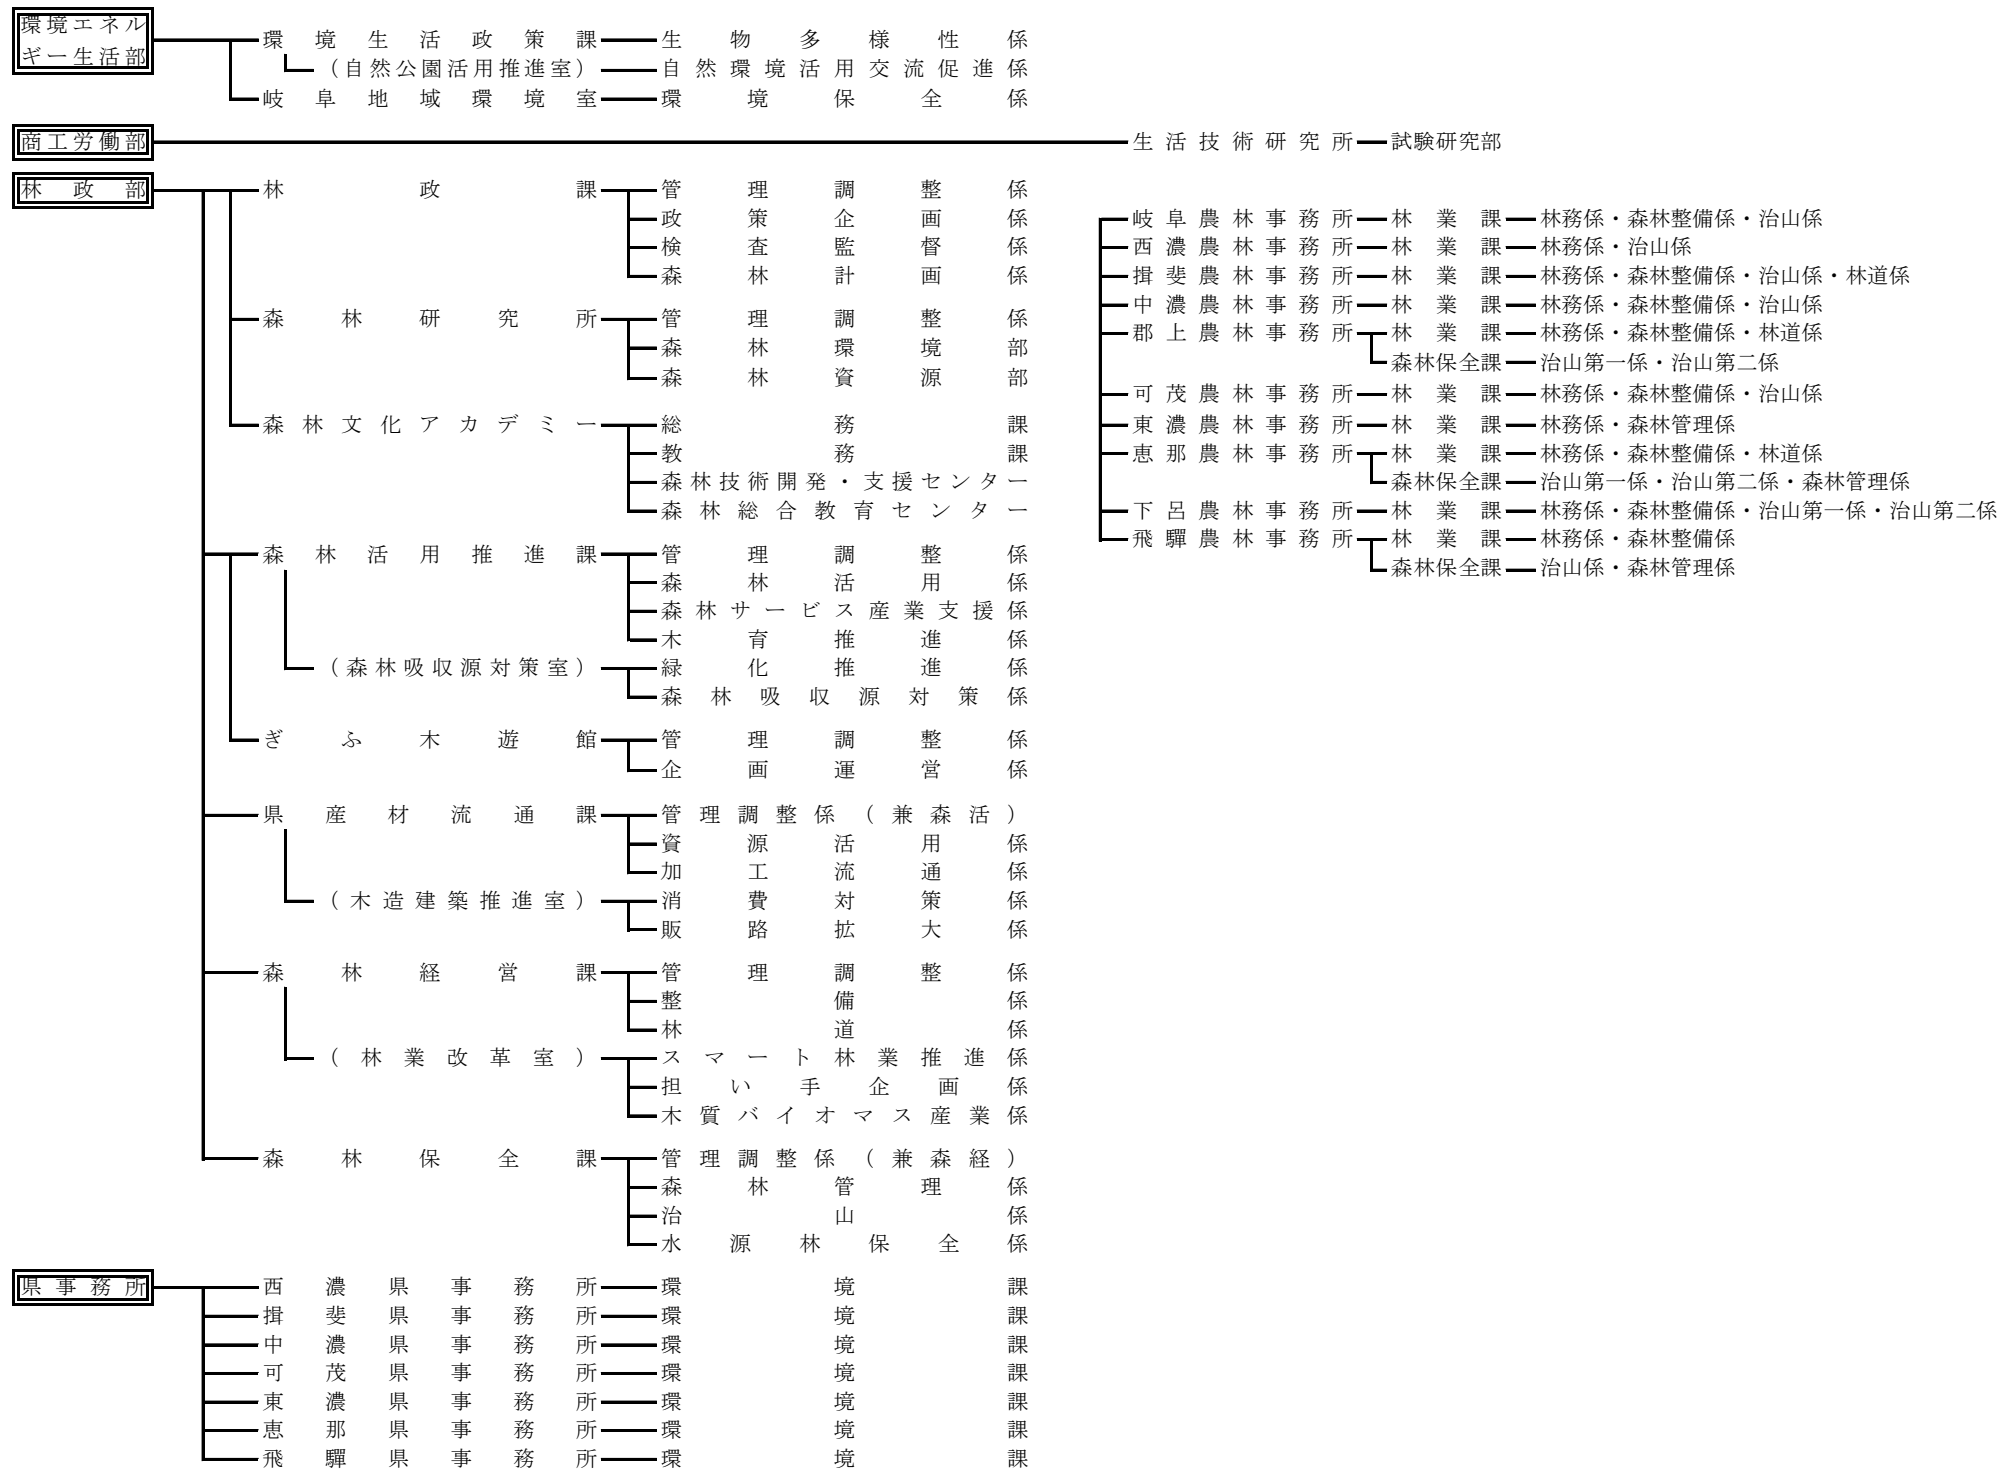 環境エネル
ギー生活部
環境生活政策課 生物多様性係
（自然公園活用推進室） 自然環境活用交流促進係
岐阜地域環境室 環境保全係
商工労働部 生活技術研究所 試験研究部
林政部 林政課 管理調整係
政策企画係
検査監督係
森林計画係
森林研究所 管理調整係
森林環境部
森林資源部
森林文化アカデミー 総務課
教務課
森林技術開発・支援センター
森林総合教育センター
森林活用推進課 管理調整係
森林活用係
森林サービス産業支援係
木育推進係
（森林吸収源対策室） 緑化推進係
森林吸収源対策係
ぎふ木遊館 管理調整係
企画運営係
県産材流通課 管理調整係（兼森活）
資源活用係
加工流通係
（木造建築推進室） 消費対策係
販路拡大係
森林経営課 管理調整係
整備係
林道係
（林業改革室） スマート林業推進係
担い手企画係
木質バイオマス産業係
森林保全課 管理調整係（兼森経）
森林管理係
治山係
水源林保全係
岐阜農林事務所 林業課 林務係・森林整備係・治山係
西濃農林事務所 林業課 林務係・治山係
揖斐農林事務所 林業課 林務係・森林整備係・治山係・林道係
中濃農林事務所 林業課 林務係・森林整備係・治山係
郡上農林事務所 林業課 林務係・森林整備係・林道係
森林保全課 治山第一係・治山第二係
可茂農林事務所 林業課 林務係・森林整備係・治山係
東濃農林事務所 林業課 林務係・森林管理係
恵那農林事務所 林業課 林務係・森林整備係・林道係
森林保全課 治山第一係・治山第二係・森林管理係
下呂農林事務所 林業課 林務係・森林整備係・治山第一係・治山第二係
飛騨農林事務所 林業課 林務係・森林整備係
森林保全課 治山係・森林管理係
県事務所 西濃県事務所 環境課
揖斐県事務所 環境課
中濃県事務所 環境課
可茂県事務所 環境課
東濃県事務所 環境課
恵那県事務所 環境課
飛騨県事務所 環境課